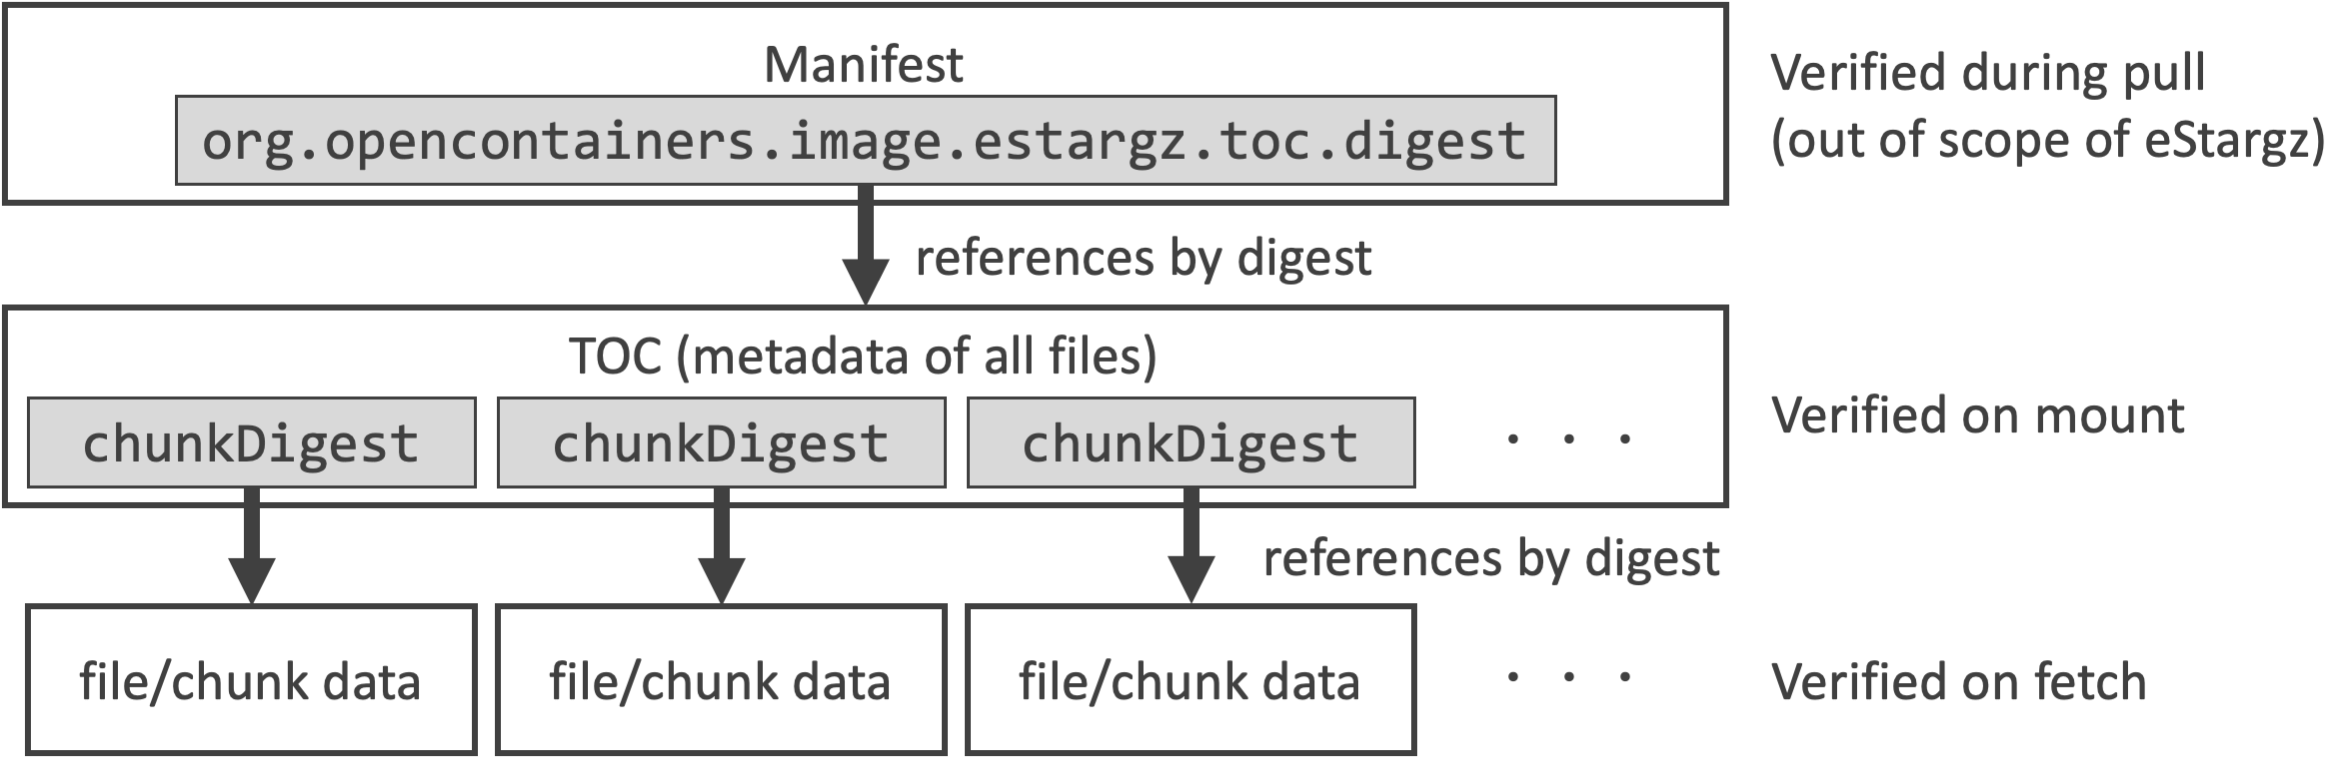 Manifest
org.opencontainers.image.estargz.toc.digest
Verified during pull
(out of scope of eStargz)
references by digest
TOC (metadata of all files)
chunkDigest
chunkDigest
chunkDigest
. . .
Verified on mount
references by digest
file/chunk data
file/chunk data
file/chunk data
. . .
Verified on fetch